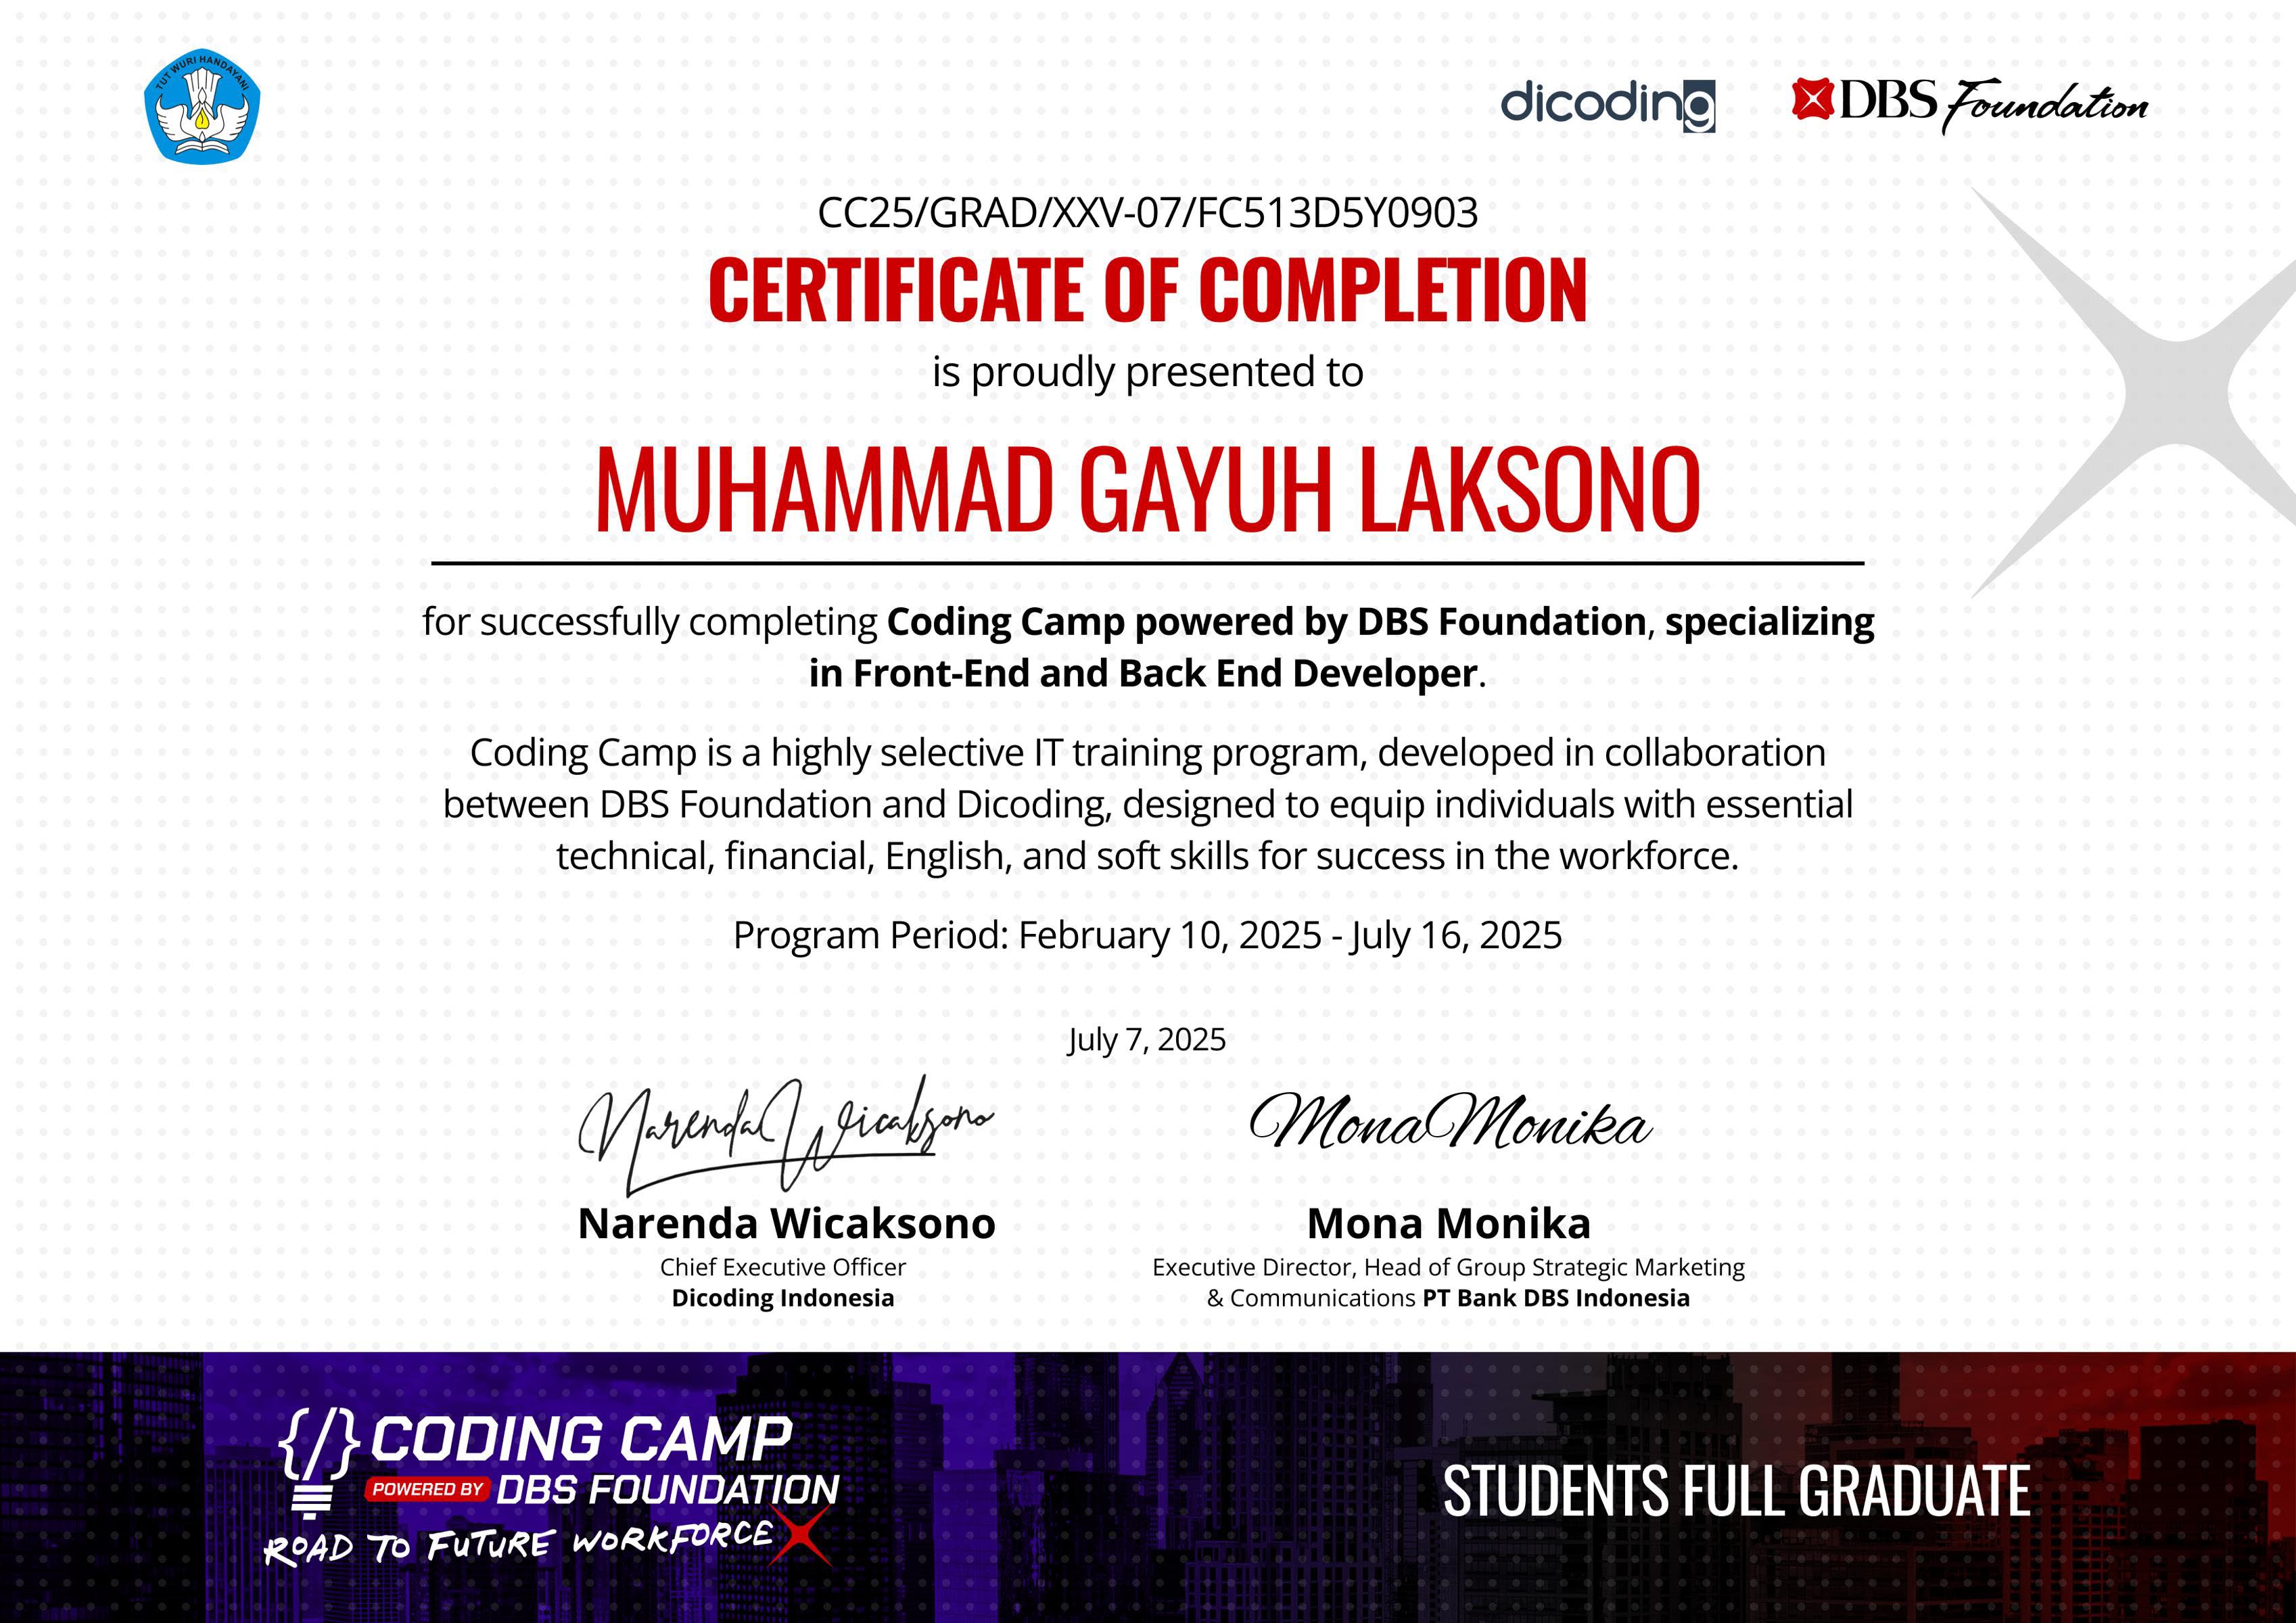 TUT WURI HANDAYANI
dicoding
DBS Foundation
CC25/GRAD/XXV-07/FC513D5Y0903
CERTIFICATE OF COMPLETION
is proudly presented to
MUHAMMAD GAYUH LAKSONO
for successfully completing Coding Camp powered by DBS Foundation, specializing
in Front-End and Back End Developer.
Coding Camp is a highly selective IT training program, developed in collaboration
between DBS Foundation and Dicoding, designed to equip individuals with essential
technical, financial, English, and soft skills for success in the workforce.
Program Period: February 10, 2025 - July 16, 2025
July 7, 2025
Narenda Wicaksono
MonaMonika
Narenda Wicaksono
Mona Monika
Chief Executive Officer
Dicoding Indonesia
Executive Director, Head of Group Strategic Marketing
& Communications PT Bank DBS Indonesia
{/} CODING CAMP
POWERED BY DBS FOUNDATION
ROAD TO FUTURE WORKFORCE
STUDENTS FULL GRADUATE